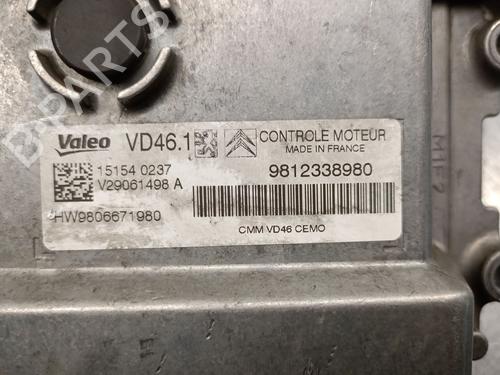 Valeo VD46.1 CONTROLE MOTEUR
MADE IN FRANCE
15154 0237
V29061498 A
9812338980
HW9806671980
CMM VD46 CEMO
B-PARTS